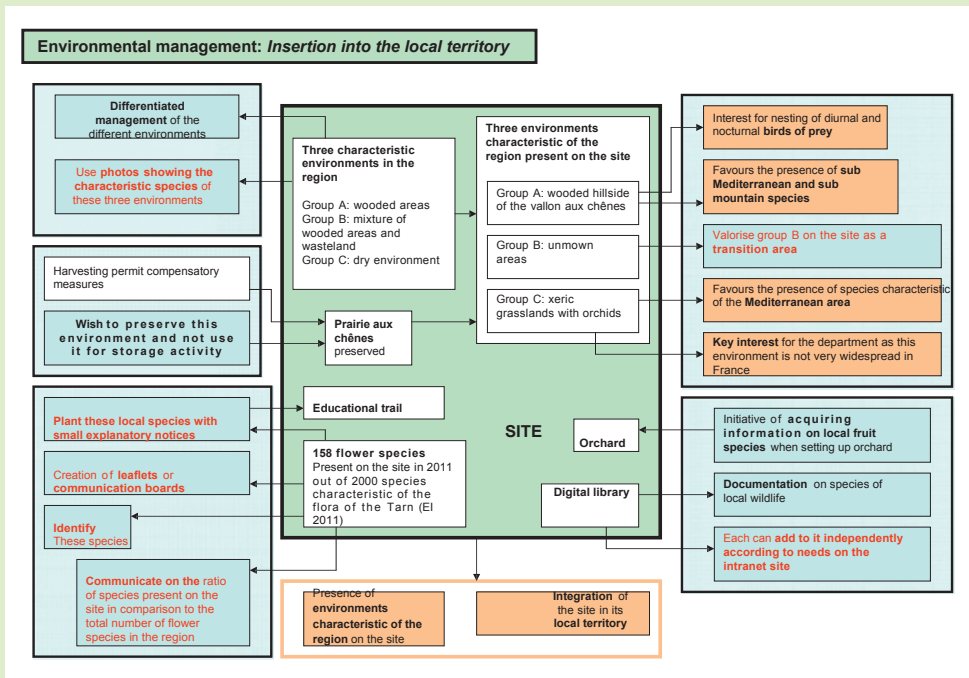 Environmental management: Insertion into the local territory
Differentiated
management of the
different environments
Use photos showing the
characteristic species of
these three environments
Harvesting permit compensatory
measures
Wish to preserve this
environment and not use
it for storage activity
Plant these local species with
small explanatory notices
Creation of leaflets or
communication boards
Identify
These species
Communicate on the ratio
of species present on the
site in comparison to the
total number of flower
species in the region
Three characteristic
environments in the
region
Group A: wooded areas
Group B: mixture of
wooded areas and
wasteland
Group C: dry environment
Prairie aux
chênes
preserved
Educational trail
158 flower species
Present on the site in 2011
out of 2000 species
characteristic of the
flora of the Tarn (EI
2011)
Three environments
characteristic of the
region present on the site
Group A: wooded hillside
of the vallon aux chênes
Group B: unmown
areas
Group C: xeric
grasslands with orchids
SITE
Orchard
Digital library
Interest for nesting of diurnal and
nocturnal birds of prey
Favours the presence of sub
Mediterranean and sub
mountain species
Valorise group B on the site as a
transition area
Favours the presence of species characteristic
of the Mediterranean area
Key interest for the department as this
environment is not very widespread in
France
Initiative of acquiring
information on local fruit
species when setting up orchard
Documentation on species of
local wildlife
Each can add to it independently
according to needs on the
intranet site
Presence of
environments
characteristic of the
region on the site
Integration of
the site in its
local territory